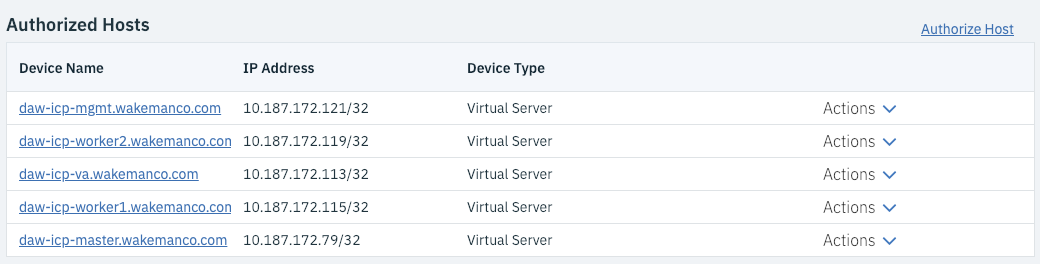 Authorized Hosts
Authorize Host
Device Name IP Address Device Type
daw-icp-mgmt.wakemanco.com 10.187.172.121/32 Virtual Server Actions
daw-icp-worker2.wakemanco.con 10.187.172.119/32 Virtual Server Actions
daw-icp-va.wakemanco.com 10.187.172.113/32 Virtual Server Actions
daw-icp-worker1.wakemanco.con 10.187.172.115/32 Virtual Server Actions
daw-icp-master.wakemanco.com 10.187.172.79/32 Virtual Server Actions